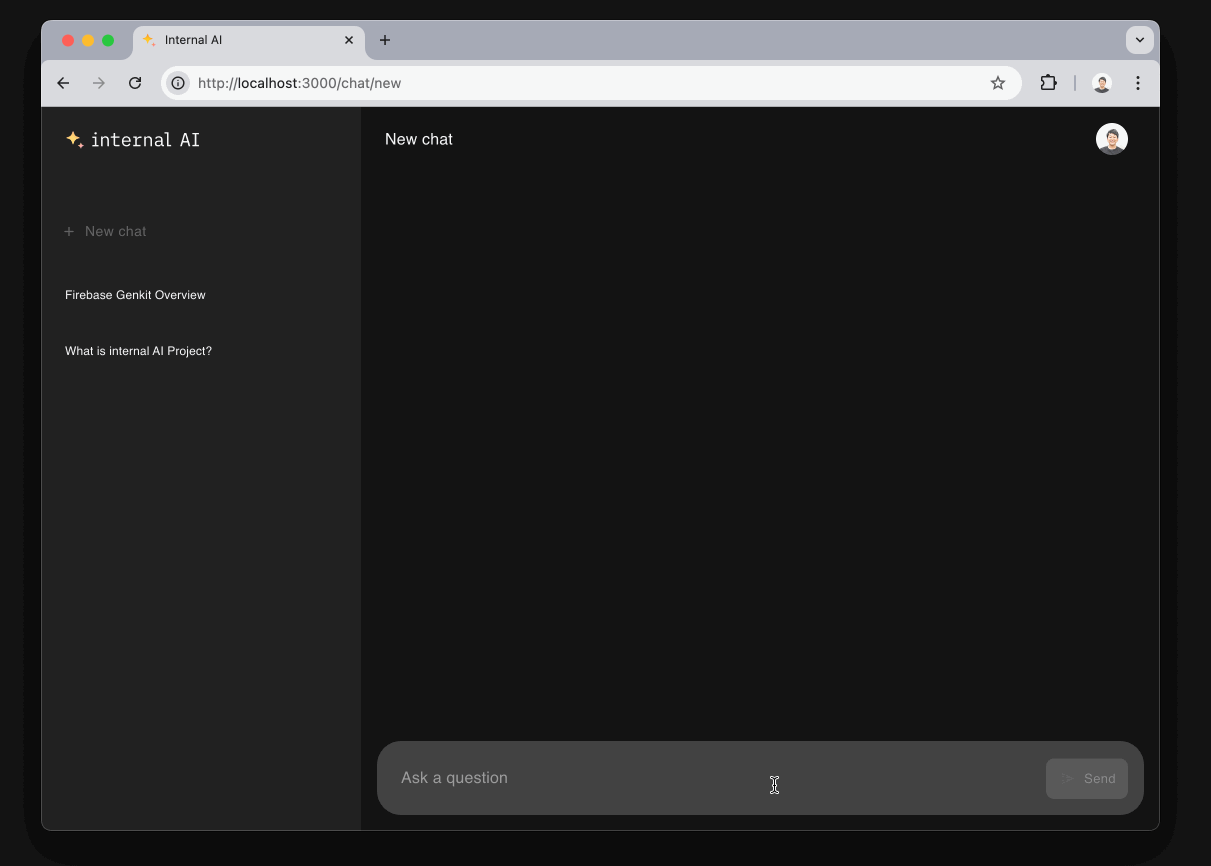 Internal AI
http://localhost:3000/chat/new
internal AI
New chat
New chat
Firebase Genkit Overview
What is internal AI Project?
Ask a question
Send